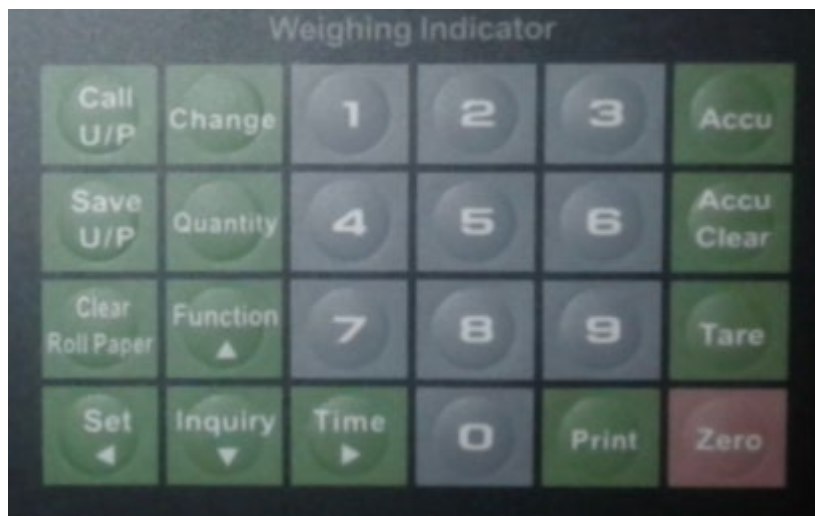 Weighing Indicator
Call
U/P
Change
1
2
3
Accu
Save
U/P
Quantity
4
5
6
Accu
Clear
Clear
Roll Paper
Function
▲
7
8
9
Tare
Set
◀
Inquiry
▼
Time
▶
0
Print
Zero